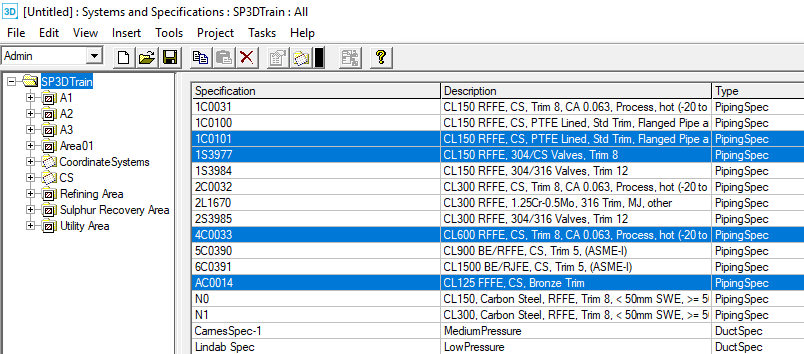 3D [Untitled] : Systems and Specifications : SP3DTrain : All
File Edit View Insert Tools Project Tasks Help
Admin
SP3DTrain
A1
A2
A3
Area01
CoordinateSystems
CS
Refining Area
Sulphur Recovery Area
Utility Area
Specification Description Type
1C0031 CL150 RFFE, CS, Trim 8, CA 0.063, Process, hot (-20 to PipingSpec
1C0100 CL150 RFFE, CS, PTFE Lined, Std Trim, Flanged Pipe a PipingSpec
1C0101 CL150 RFFE, CS, PTFE Lined, Std Trim, Flanged Pipe a PipingSpec
1S3977 CL150 RFFE, 304/CS Valves, Trim 8 PipingSpec
1S3984 CL150 RFFE, 304/316 Valves, Trim 12 PipingSpec
2C0032 CL300 RFFE, CS, Trim 8, CA 0.063, Process, hot (-20 to PipingSpec
2L1670 CL300 RFFE, 1.25Cr-0.5Mo, 316 Trim, MJ, other PipingSpec
2S3985 CL300 RFFE, 304/316 Valves, Trim 12 PipingSpec
4C0033 CL600 RFFE, CS, Trim 8, CA 0.063, Process, hot (-20 to PipingSpec
5C0390 CL900 BE/RFFE, CS, Trim 5, (ASME-I) PipingSpec
6C0391 CL1500 BE/RJFE, CS, Trim 5, (ASME-I) PipingSpec
AC0014 CL125 FFFE, CS, Bronze Trim PipingSpec
N0 CL150, Carbon Steel, RFFE, Trim 8, < 50mm SWE, >= 50 PipingSpec
N1 CL300, Carbon Steel, RFFE, Trim 8, < 50mm SWE, >= 50 PipingSpec
CarnesSpec-1 MediumPressure DuctSpec
Lindab Spec LowPressure DuctSpec